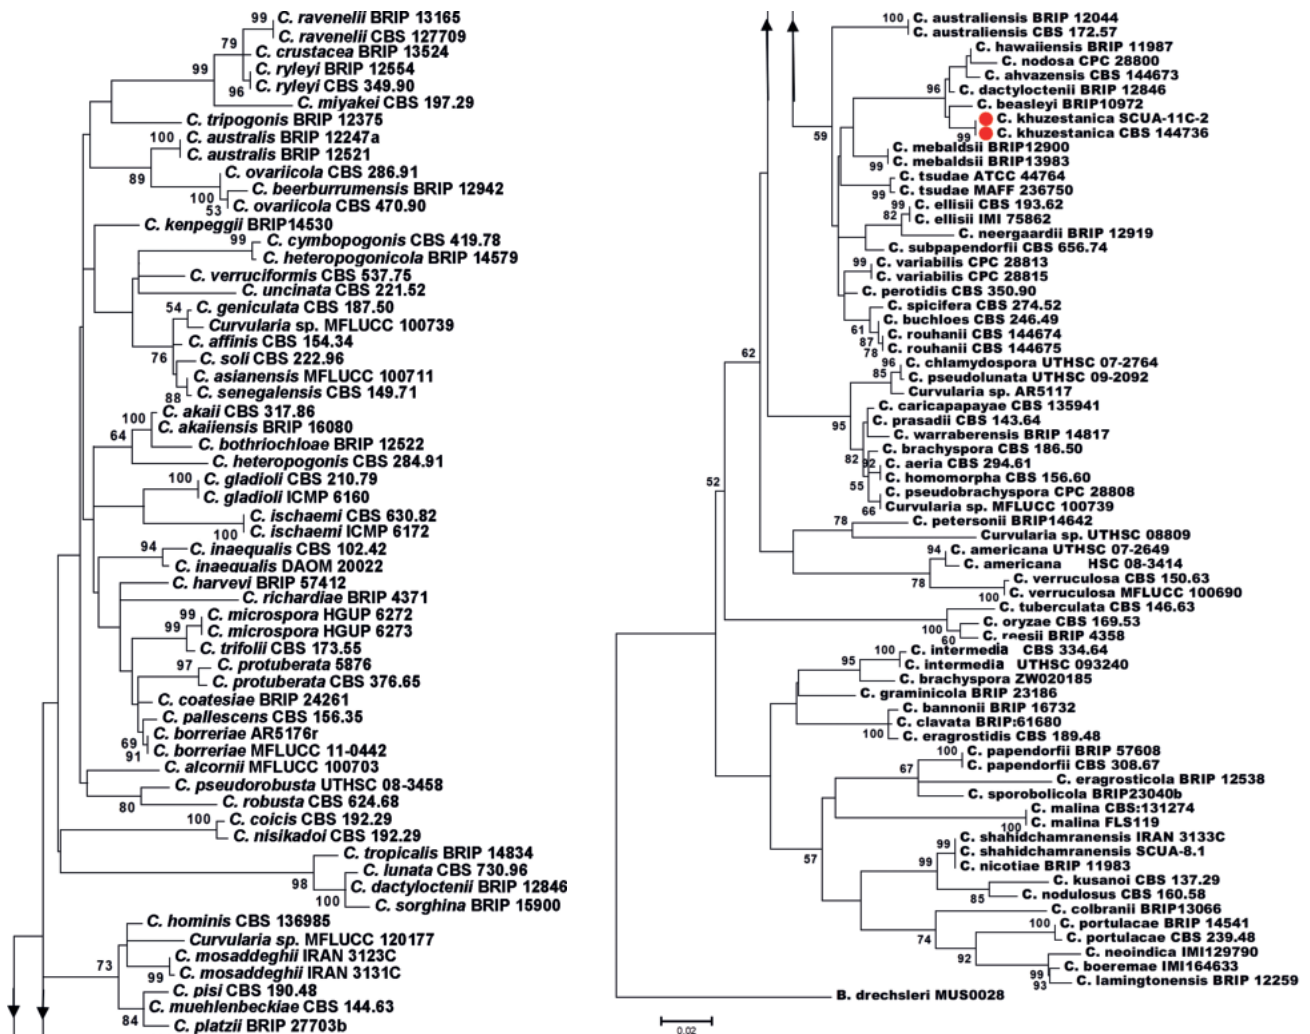 99 C. ravenelii BRIP 13165
C. ravenelii CBS 127709
79 C. crustacea BRIP 13524
C. ryleyi BRIP 12554
99
96 C. ryleyi CBS 349.90
C. miyakei CBS 197.29
C. tripogonis BRIP 12375
100 C. australis BRIP 12247a
C. australis BRIP 12521
89 C. ovariicola CBS 286.91
C. beerburrumensis BRIP 12942
100
53 C. ovariicola CBS 470.90
C. kenpeggii BRIP14530
99 C. cymbopogonis CBS 419.78
C. heteropogonicola BRIP 14579
C. verruciformis CBS 537.75
C. uncinata CBS 221.52
54 C. geniculata CBS 187.50
Curvularia sp. MFLUCC 100739
C. affinis CBS 154.34
76 C. soli CBS 222.96
C. asianensis MFLUCC 100711
88 C. senegalensis CBS 149.71
C. akaii CBS 317.86
100 C. akaiiensis BRIP 16080
64 C. bothriochloae BRIP 12522
C. heteropogonis CBS 284.91
100 C. gladioli CBS 210.79
C. gladioli ICMP 6160
C. ischaemi CBS 630.82
100 C. ischaemi ICMP 6172
94 C. inaequalis CBS 102.42
C. inaequalis DAOM 20022
C. harvevi BRIP 57412
C. richardiae BRIP 4371
99 C. microspora HGUP 6272
99 C. microspora HGUP 6273
C. trifolii CBS 173.55
97 C. protuberata 5876
C. protuberata CBS 376.65
C. coatesiae BRIP 24261
C. pallescens CBS 156.35
C. borreriae AR5176r
69
91 C. borreriae MFLUCC 11-0442
C. alcornii MFLUCC 100703
C. pseudorobusta UTHSC 08-3458
80 C. robusta CBS 624.68
100 C. coicis CBS 192.29
C. nisikadoi CBS 192.29
C. tropicalis BRIP 14834
C. lunata CBS 730.96
98 C. dactyloctenii BRIP 12846
100 C. sorghina BRIP 15900
C. hominis CBS 136985
Curvularia sp. MFLUCC 120177
73 C. mosaddeghii IRAN 3123C
99 C. mosaddeghii IRAN 3131C
C. pisi CBS 190.48
C. muehlenbeckiae CBS 144.63
84 C. platzii BRIP 27703b
100 C. australiensis BRIP 12044
C. australiensis CBS 172.57
C. hawaiiensis BRIP 11987
C. nodosa CPC 28800
C. ahvazensis CBS 144673
96 C. dactyloctenii BRIP 12846
C. beasleyi BRIP10972
C. khuzestanica SCUA-11C-2
59 99 C. khuzestanica CBS 144736
C. mebaldsii BRIP12900
99 C. mebaldsii BRIP13983
C. tsudae ATCC 44764
99 C. tsudae MAFF 236750
99 C. ellisii CBS 193.62
82 C. ellisii IMI 75862
C. neergaardii BRIP 12919
C. subpapendorfii CBS 656.74
99 C. variabilis CPC 28813
C. variabilis CPC 28815
C. perotidis CBS 350.90
C. spicifera CBS 274.52
C. buchloes CBS 246.49
61
87 C. rouhanii CBS 144674
78 C. rouhanii CBS 144675
62
96 C. chlamydospora UTHSC 07-2764
85 C. pseudolunata UTHSC 09-2092
Curvularia sp. AR5117
C. caricapapayae CBS 135941
95 C. prasadii CBS 143.64
C. warraberensis BRIP 14817
82 C. brachyspora CBS 186.50
92 C. aeria CBS 294.61
C. homomorpha CBS 156.60
52 55 C. pseudobrachyspora CPC 28808
66 Curvularia sp. MFLUCC 100739
78 C. petersonii BRIP14642
Curvularia sp. UTHSC 08809
94 C. americana UTHSC 07-2649
C. americana HSC 08-3414
78 C. verruculosa CBS 150.63
100 C. verruculosa MFLUCC 100690
C. tuberculata CBS 146.63
C. oryzae CBS 169.53
100
60 C. reesii BRIP 4358
100 C. intermedia CBS 334.64
95 C. intermedia UTHSC 093240
C. brachyspora ZW020185
C. graminicola BRIP 23186
C. bannonii BRIP 16732
C. clavata BRIP:61680
100 C. eragrostidis CBS 189.48
100 C. papendorfii BRIP 57608
67 C. papendorfii CBS 308.67
C. eragrosticola BRIP 12538
C. sporobolicola BRIP23040b
C. malina CBS:131274
100 C. malina FLS119
99 C. shahidchamranensis IRAN 3133C
57 C. shahidchamranensis SCUA-8.1
99 C. nicotiae BRIP 11983
C. kusanoi CBS 137.29
85 C. nodulosus CBS 160.58
C. colbranii BRIP13066
100 C. portulacae BRIP 14541
74 C. portulacae CBS 239.48
92 C. neoindica IMI129790
99 C. boeremae IMI164633
93 C. lamingtonensis BRIP 12259
B. drechsleri MUS0028
0.02